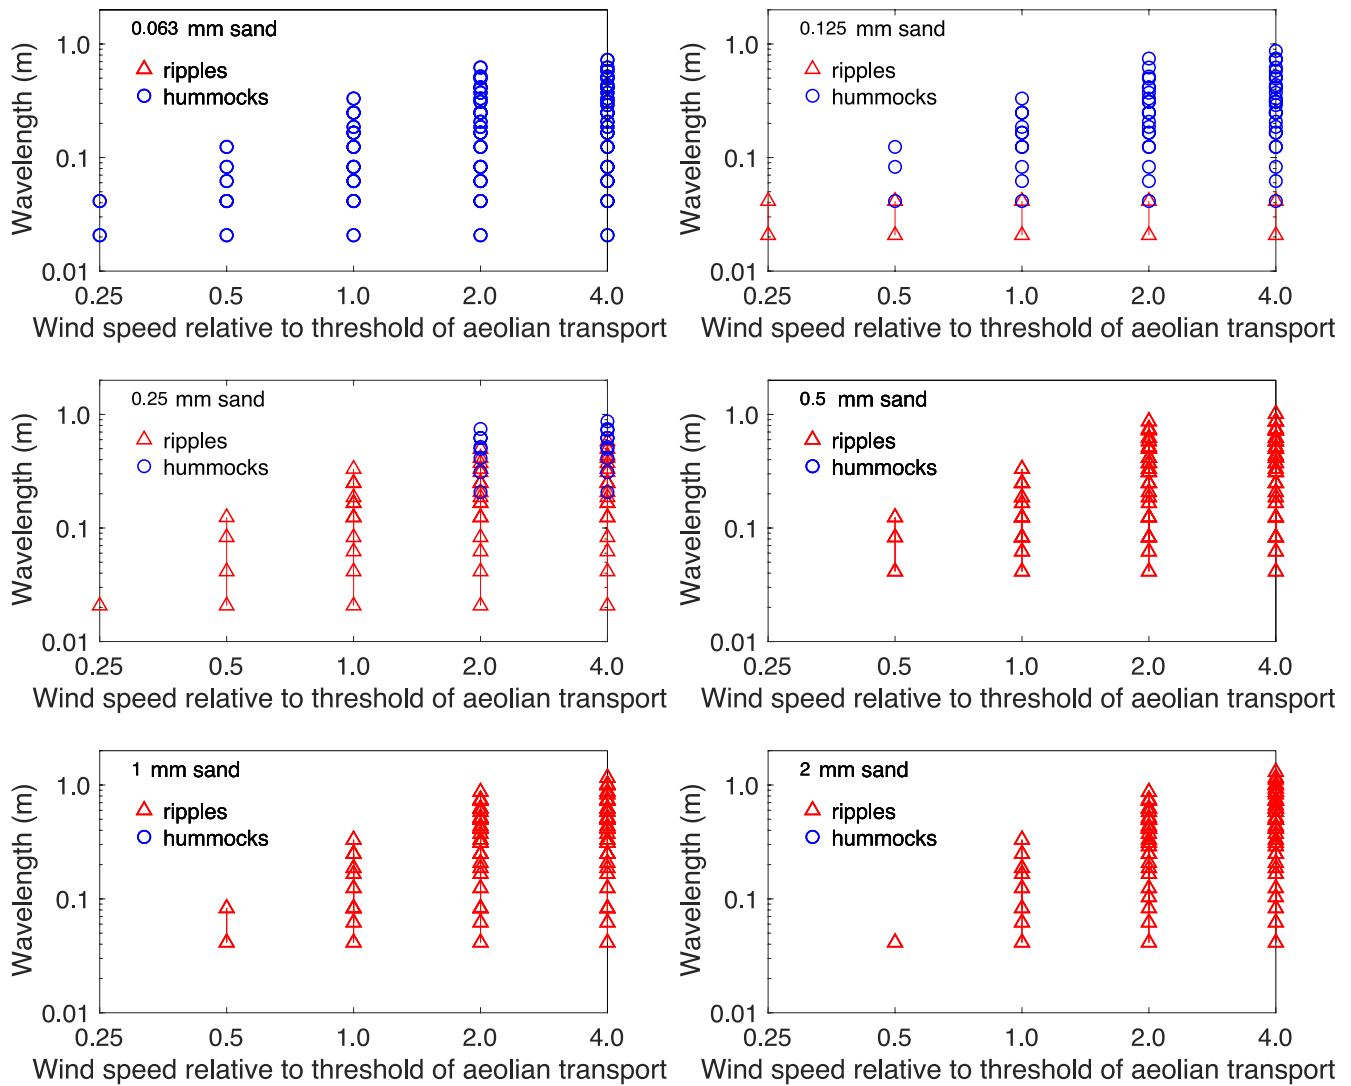 0.063 mm sand
ripples
hummocks
Wavelength (m)
1.0
0.1
0.01
0.25 0.5 1.0 2.0 4.0
Wind speed relative to threshold of aeolian transport
0.125 mm sand
ripples
hummocks
Wavelength (m)
1.0
0.1
0.01
0.25 0.5 1.0 2.0 4.0
Wind speed relative to threshold of aeolian transport
0.25 mm sand
ripples
hummocks
Wavelength (m)
1.0
0.1
0.01
0.25 0.5 1.0 2.0 4.0
Wind speed relative to threshold of aeolian transport
0.5 mm sand
ripples
hummocks
Wavelength (m)
1.0
0.1
0.01
0.25 0.5 1.0 2.0 4.0
Wind speed relative to threshold of aeolian transport
1 mm sand
ripples
hummocks
Wavelength (m)
1.0
0.1
0.01
0.25 0.5 1.0 2.0 4.0
Wind speed relative to threshold of aeolian transport
2 mm sand
ripples
hummocks
Wavelength (m)
1.0
0.1
0.01
0.25 0.5 1.0 2.0 4.0
Wind speed relative to threshold of aeolian transport